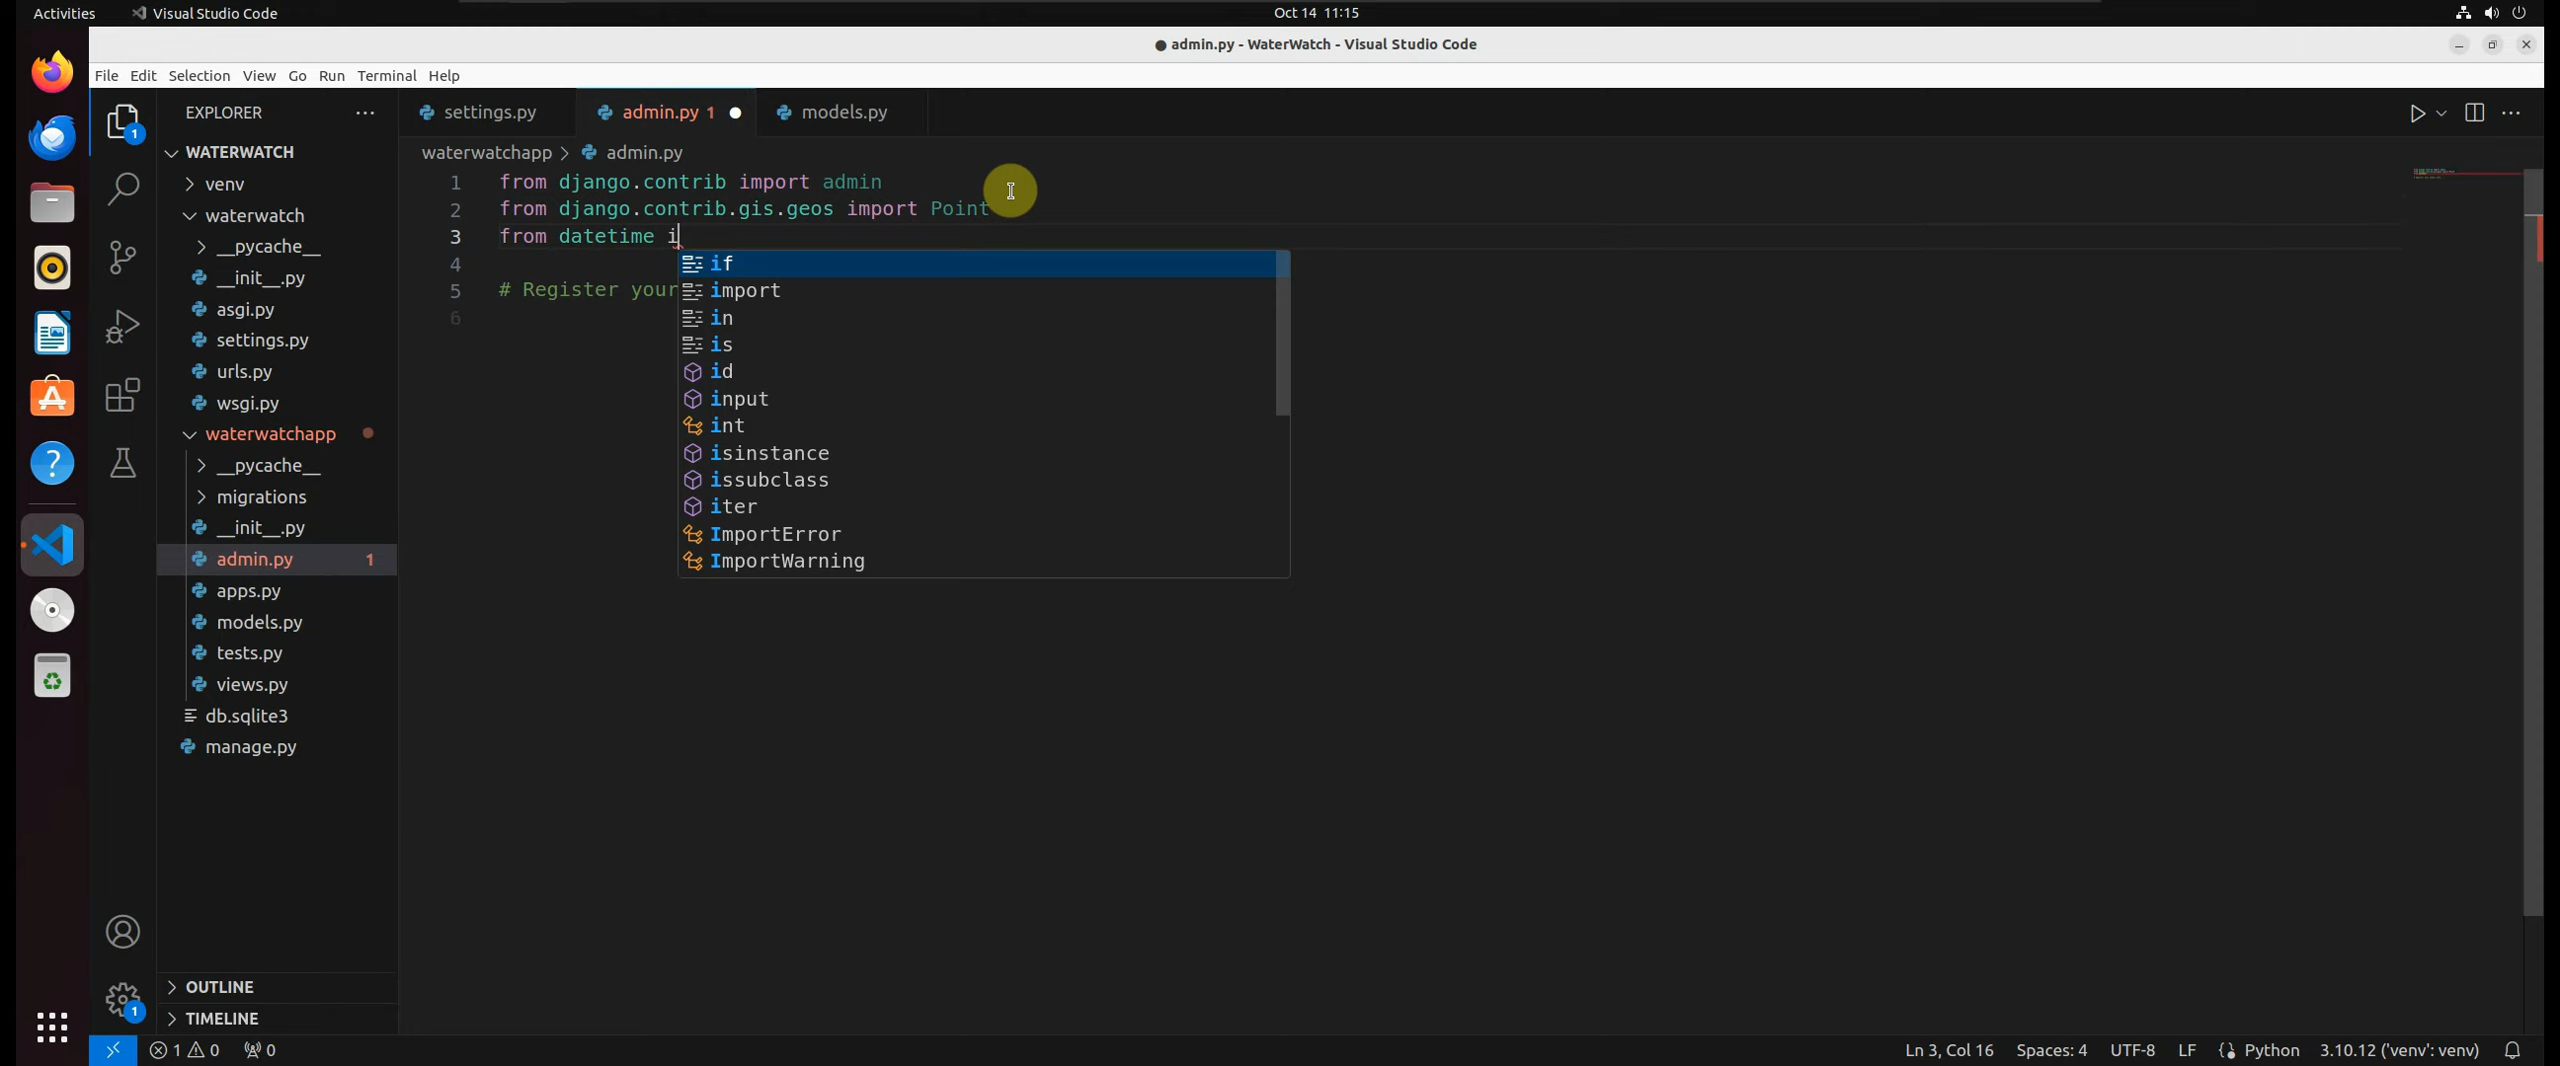 Activities Visual Studio Code Oct 14 11:15
● admin.py - WaterWatch - Visual Studio Code
File Edit Selection View Go Run Terminal Help
EXPLORER
settings.py admin.py 1 models.py
1
WATERWATCH
waterwatchapp > admin.py
venv
waterwatch
__pycache__
__init__.py
asgi.py
settings.py
urls.py
wsgi.py
waterwatchapp
__pycache__
migrations
__init__.py
admin.py 1
apps.py
models.py
tests.py
views.py
db.sqlite3
manage.py
OUTLINE
TIMELINE
1
1 from django.contrib import admin
2 from django.contrib.gis.geos import Point
3 from datetime i
4
5 # Register your
6
if
import
in
is
id
input
int
isinstance
issubclass
iter
ImportError
ImportWarning
1 0 0 Ln 3, Col 16 Spaces: 4 UTF-8 LF Python 3.10.12 ('venv': venv)